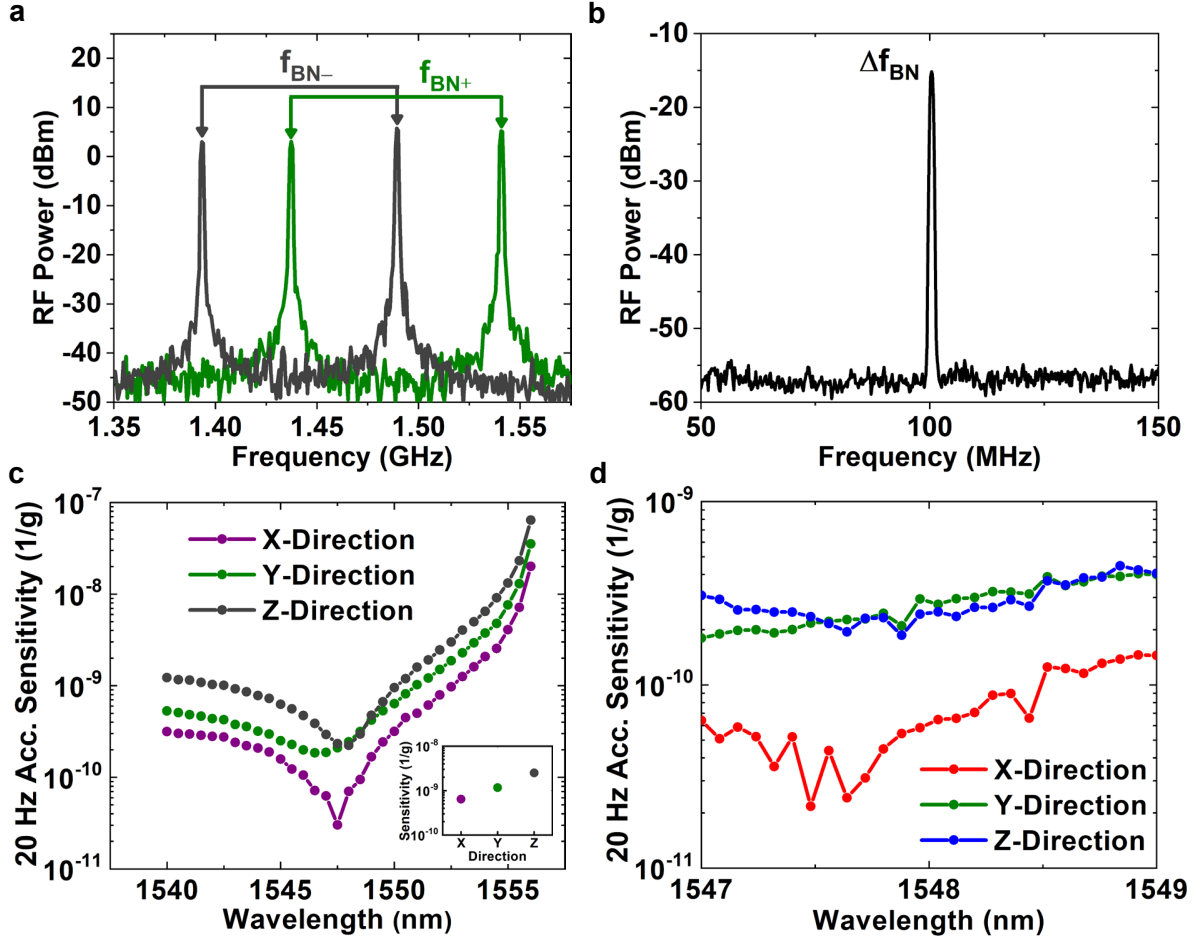 a
f BN−
f BN+
RF Power (dBm)
20
10
0
-10
-20
-30
-40
-50
1.35 1.40 1.45 1.50 1.55
Frequency (GHz)
b
Δf BN
RF Power (dBm)
-10
-20
-30
-40
-50
-60
50 100 150
Frequency (MHz)
c
20 Hz Acc. Sensitivity (1/g)
10-7
10-8
10-9
10-10
10-11
X-Direction
Y-Direction
Z-Direction
Sensitivity (1/g)
10-8
10-9
10-10
X Y Z
Direction
1540 1545 1550 1555
Wavelength (nm)
d
20 Hz Acc. Sensitivity (1/g)
10-9
10-10
10-11
X-Direction
Y-Direction
Z-Direction
1547 1548 1549
Wavelength (nm)